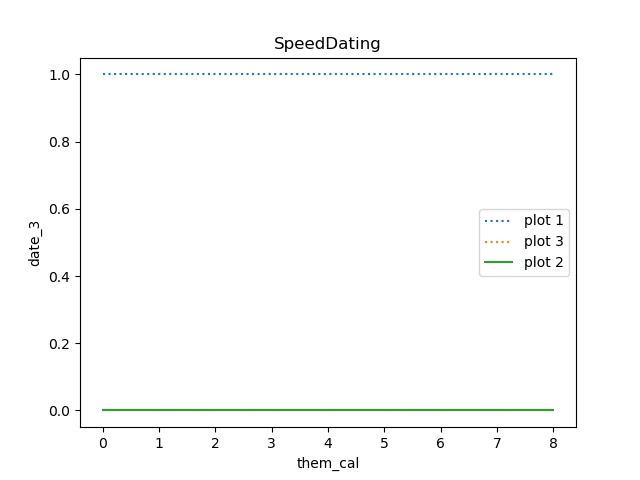 SpeedDating
date_3
1.0
0.8
0.6
0.4
0.2
0.0
plot 1
plot 3
plot 2
0 1 2 3 4 5 6 7 8
them_cal